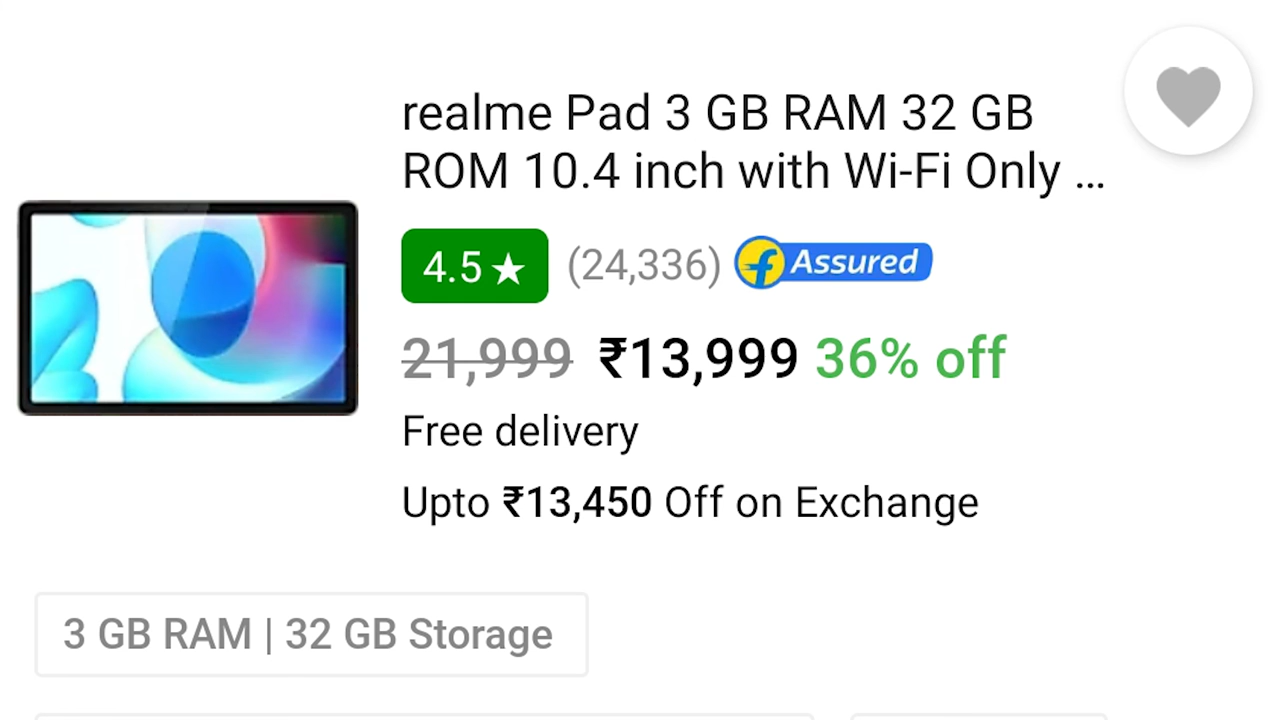 realme Pad 3 GB RAM 32 GB
ROM 10.4 inch with Wi-Fi Only ...
4.5★ (24,336) f Assured
21,999 ₹13,999 36% off
Free delivery
Upto ₹13,450 Off on Exchange
3 GB RAM | 32 GB Storage